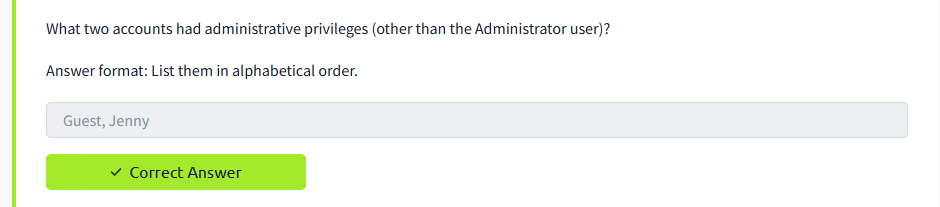 What two accounts had administrative privileges (other than the Administrator user)?
Answer format: List them in alphabetical order.
Guest, Jenny
✓ Correct Answer